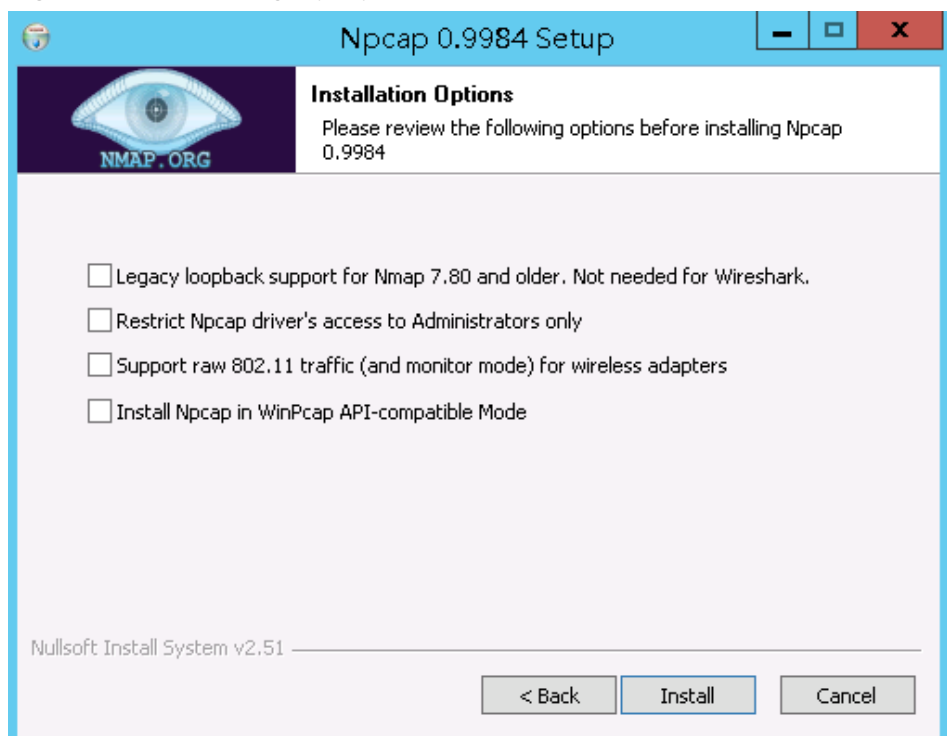 Npcap 0.9984 Setup
NMAP.ORG
Installation Options
Please review the following options before installing Npcap
0.9984
Legacy loopback support for Nmap 7.80 and older. Not needed for Wireshark.
Restrict Npcap driver's access to Administrators only
Support raw 802.11 traffic (and monitor mode) for wireless adapters
Install Npcap in WinPcap API-compatible Mode
Nullsoft Install System v2.51
< Back Install Cancel